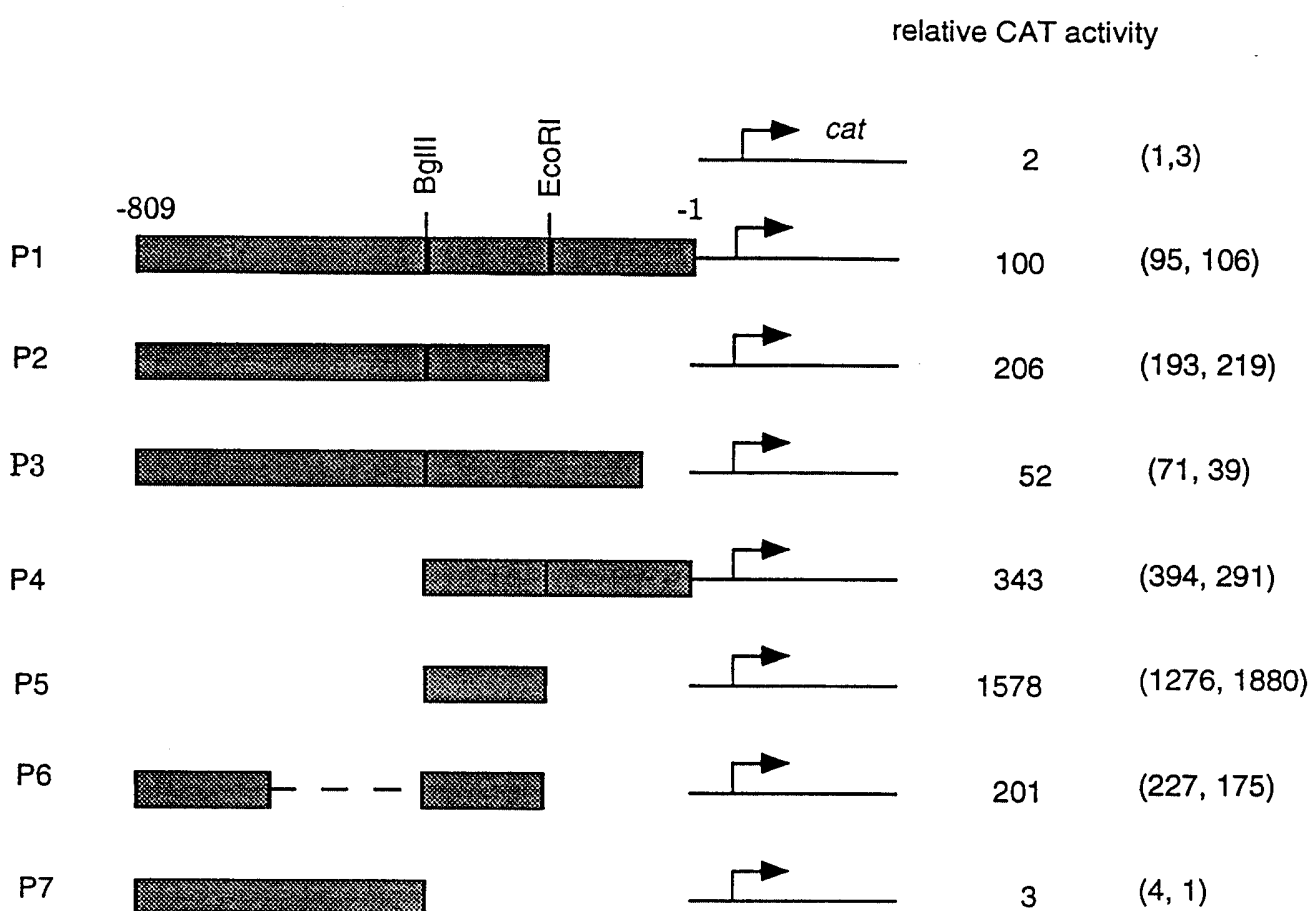 relative CAT activity
cat 2 (1,3)
BglII
EcoRI
-809 -1
P1 100 (95, 106)
P2 206 (193, 219)
P3 52 (71, 39)
P4 343 (394, 291)
P5 1578 (1276, 1880)
P6 201 (227, 175)
P7 3 (4, 1)